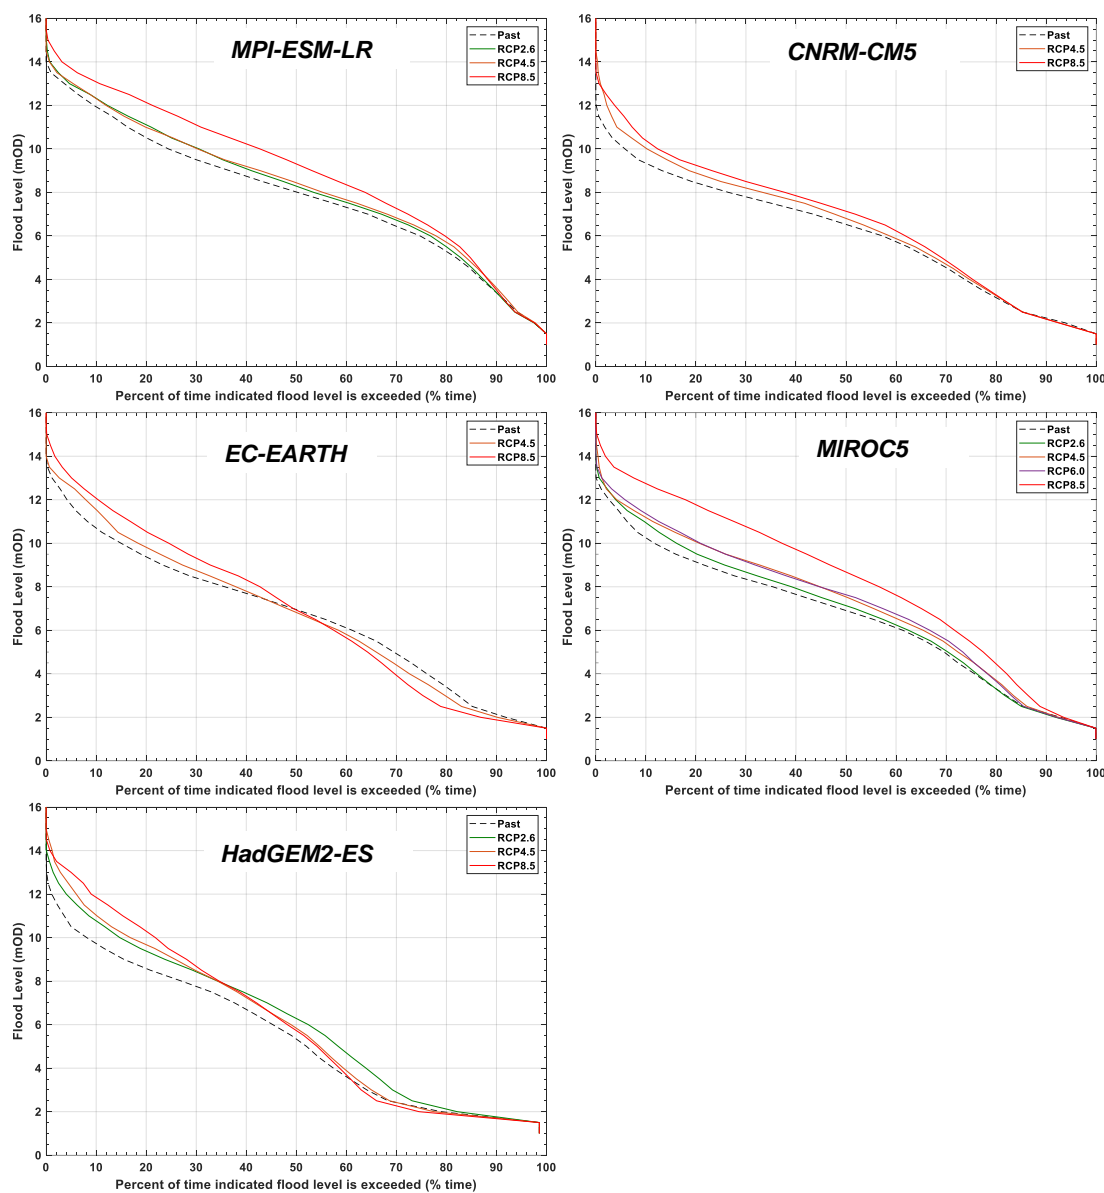 MPI-ESM-LR
Past
RCP2.6
RCP4.5
RCP8.5
Flood Level (mOD)
16
14
12
10
8
6
4
2
0
0 10 20 30 40 50 60 70 80 90 100
Percent of time indicated flood level is exceeded (% time)
CNRM-CM5
Past
RCP4.5
RCP8.5
Flood Level (mOD)
16
14
12
10
8
6
4
2
0
0 10 20 30 40 50 60 70 80 90 100
Percent of time indicated flood level is exceeded (% time)
EC-EARTH
Past
RCP4.5
RCP8.5
Flood Level (mOD)
16
14
12
10
8
6
4
2
0
0 10 20 30 40 50 60 70 80 90 100
Percent of time indicated flood level is exceeded (% time)
MIROC5
Past
RCP2.6
RCP4.5
RCP6.0
RCP8.5
Flood Level (mOD)
16
14
12
10
8
6
4
2
0
0 10 20 30 40 50 60 70 80 90 100
Percent of time indicated flood level is exceeded (% time)
HadGEM2-ES
Past
RCP2.6
RCP4.5
RCP8.5
Flood Level (mOD)
16
14
12
10
8
6
4
2
0
0 10 20 30 40 50 60 70 80 90 100
Percent of time indicated flood level is exceeded (% time)